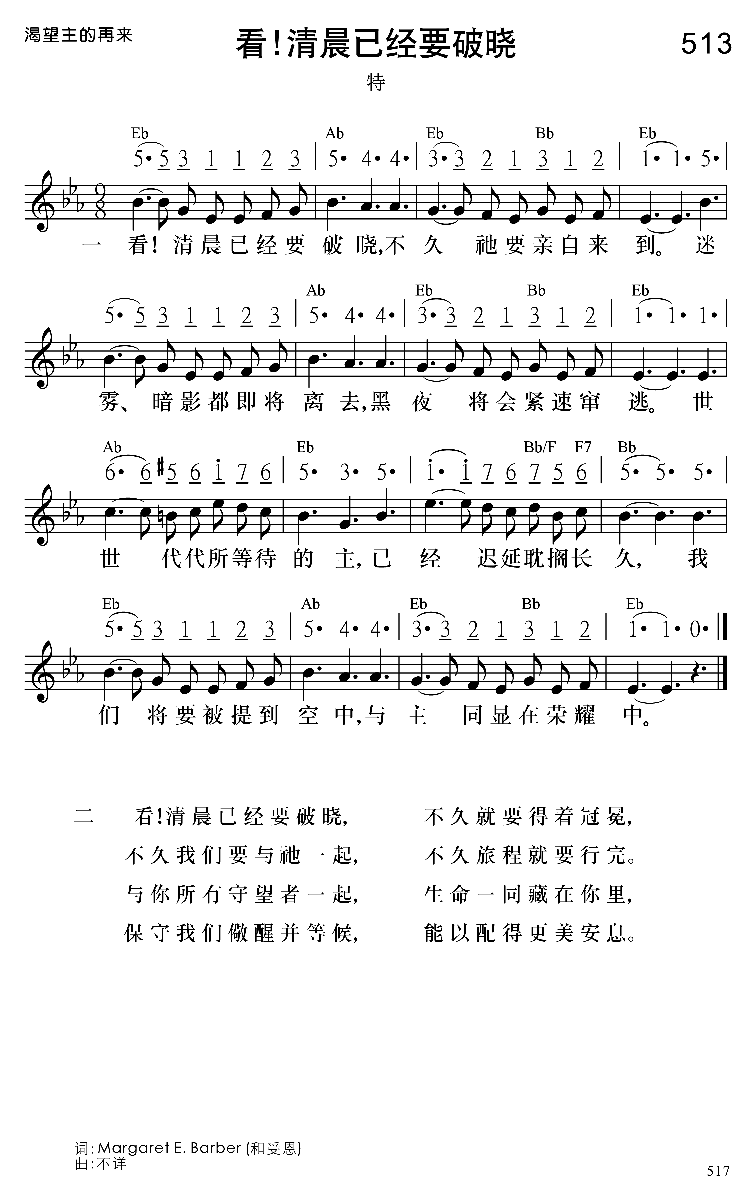 渴望主的再来
看!清晨已经要破晓
513
特
Eb Ab Eb Bb Eb
5• 5 3 1 1 2 3 | 5• 4• 4• | 3• 3 2 1 3 1 2 | 1• 1• 5•
一 看! 清晨已经要 破晓,不久 祂要亲自来 到。 迷
Ab Eb Bb Eb
5• 5 3 1 1 2 3 | 5• 4• 4• | 3• 3 2 1 3 1 2 | 1• 1• 1•
雾、 暗影都即将 离去,黑夜 将会紧速窜 逃。 世
Ab Eb Bb/F F7 Bb
6• 6 #5 6 i 7 6 | 5• 3• 5• | i• i 7 6 7 5 6 | 5• 5• 5•
世 代代所等待 的主,已经 迟延耽搁长 久, 我
Eb Ab Eb Bb Eb
5• 5 3 1 1 2 3 | 5• 4• 4• | 3• 3 2 1 3 1 2 | 1• 1• 0•
们 将要被提到 空中,与主 同显在荣耀 中。
二 看!清晨已经要破晓, 不久就要得着冠冕,
不久我们要与祂一起, 不久旅程就要行完。
与你所有守望者一起, 生命一同藏在你里,
保守我们儆醒并等候, 能以配得更美安息。
词: Margaret E. Barber (和受恩)
曲:不详
517